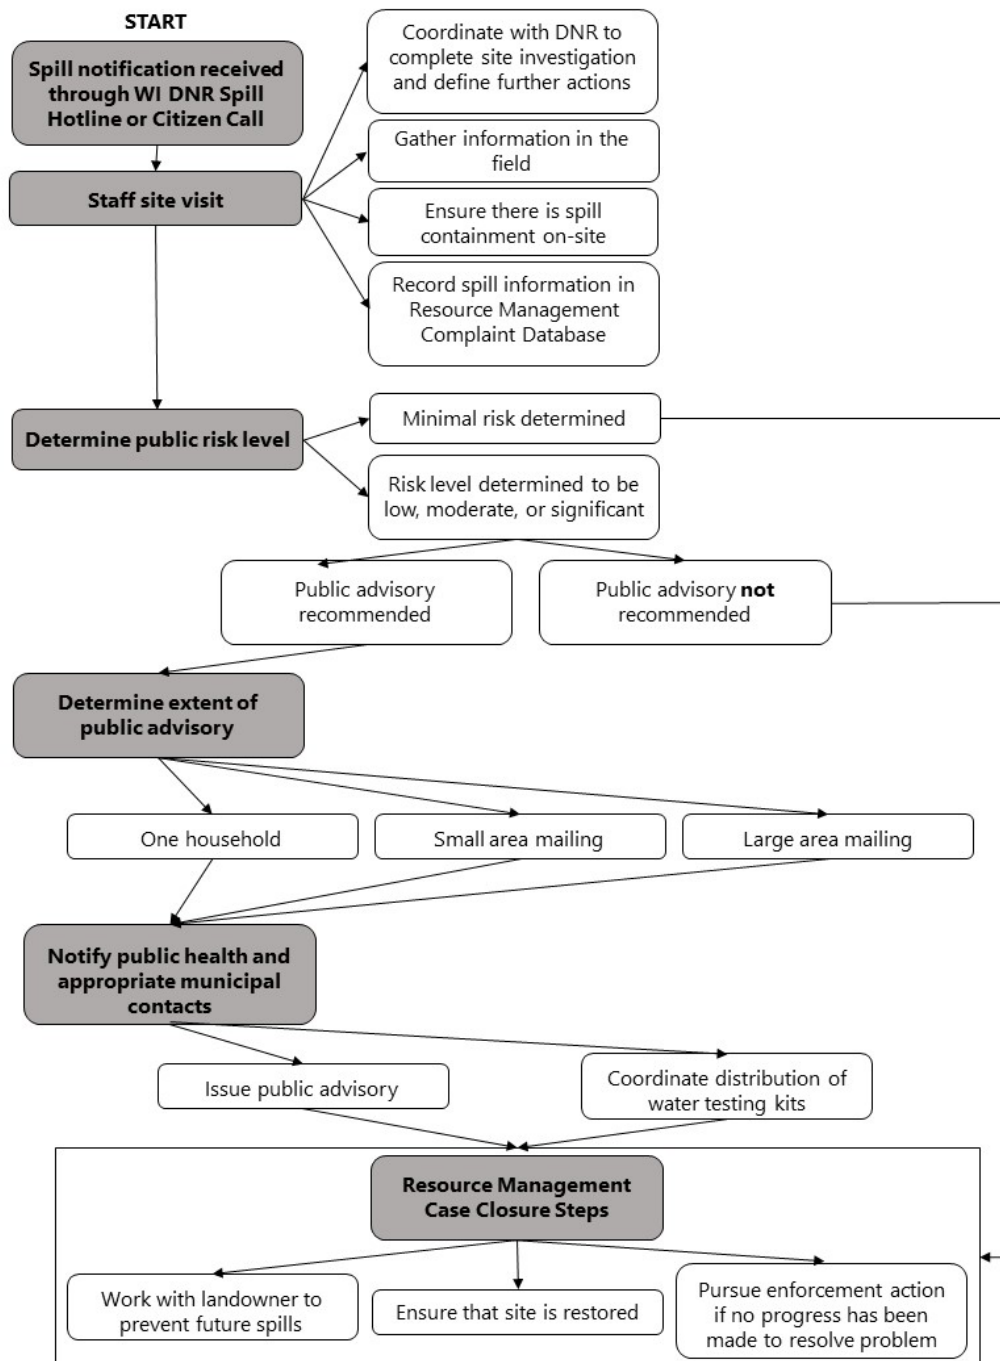 START
Spill notification received
through WI DNR Spill
Hotline or Citizen Call
Coordinate with DNR to
complete site investigation
and define further actions
Gather information in the
field
Staff site visit
Ensure there is spill
containment on-site
Record spill information in
Resource Management
Complaint Database
Minimal risk determined
Determine public risk level
Risk level determined to be
low, moderate, or significant
Public advisory
recommended
Public advisory not
recommended
Determine extent of
public advisory
One household
Small area mailing
Large area mailing
Notify public health and
appropriate municipal
contacts
Issue public advisory
Coordinate distribution of
water testing kits
Resource Management
Case Closure Steps
Work with landowner to
prevent future spills
Ensure that site is restored
Pursue enforcement action
if no progress has been
made to resolve problem